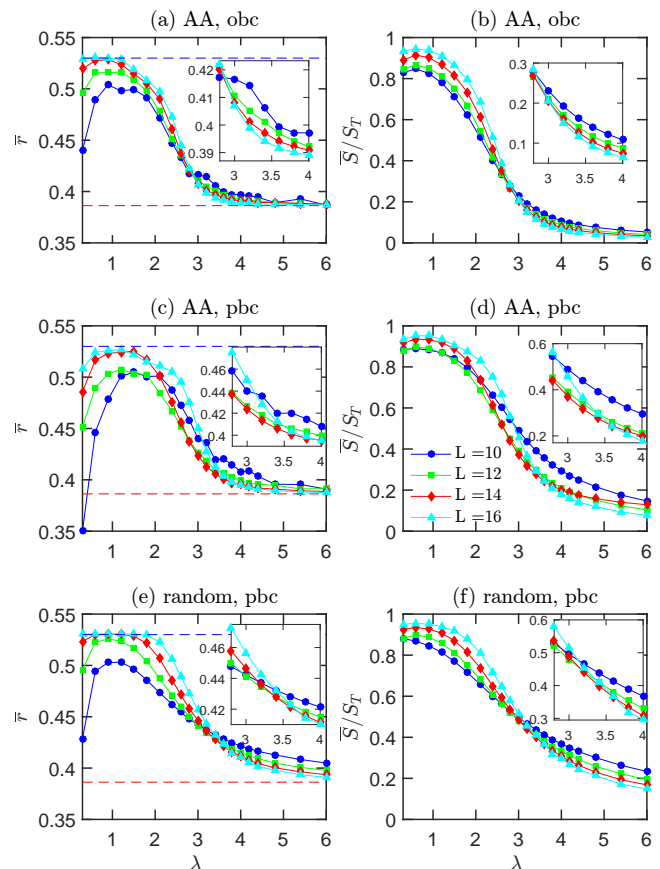 (a) AA, obc
(b) AA, obc
0.55
0.53
0.5
0.45
0.4
0.386
0.35
r̅
1 2 3 4 5 6
0.42
0.41
0.4
0.39
3 3.5 4
1
0.8
0.6
0.4
0.2
0
S̅/S_T
1 2 3 4 5 6
0.3
0.2
0.1
3 3.5 4
(c) AA, pbc
(d) AA, pbc
0.55
0.5
0.45
0.4
0.35
r̅
1 2 3 4 5 6
0.46
0.44
0.42
0.4
3 3.5 4
1
0.8
0.6
0.4
0.2
0
S̅/S_T
1 2 3 4 5 6
0.6
0.4
0.2
3 3.5 4
L =10
L =12
L =14
L =16
(e) random, pbc
(f) random, pbc
0.55
0.5
0.45
0.4
0.35
r̅
1 2 3 4 5 6
λ
0.46
0.44
0.42
3 3.5 4
1
0.8
0.6
0.4
0.2
0
S̅/S_T
1 2 3 4 5 6
λ
0.6
0.5
0.4
0.3
3 3.5 4